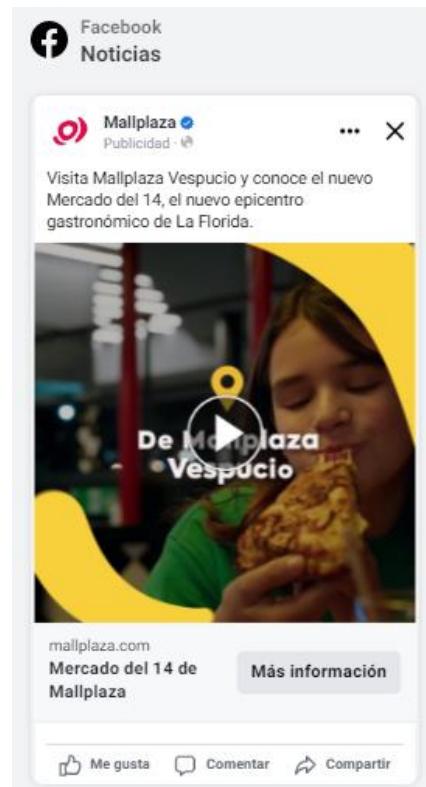 Facebook
Noticias
Mallplaza
Publicidad ·
Visita Mallplaza Vespucio y conoce el nuevo
Mercado del 14, el nuevo epicentro
gastronómico de La Florida.
De Mallplaza
Vespucio
mallplaza.com
Mercado del 14 de
Mallplaza
Más información
Me gusta
Comentar
Compartir